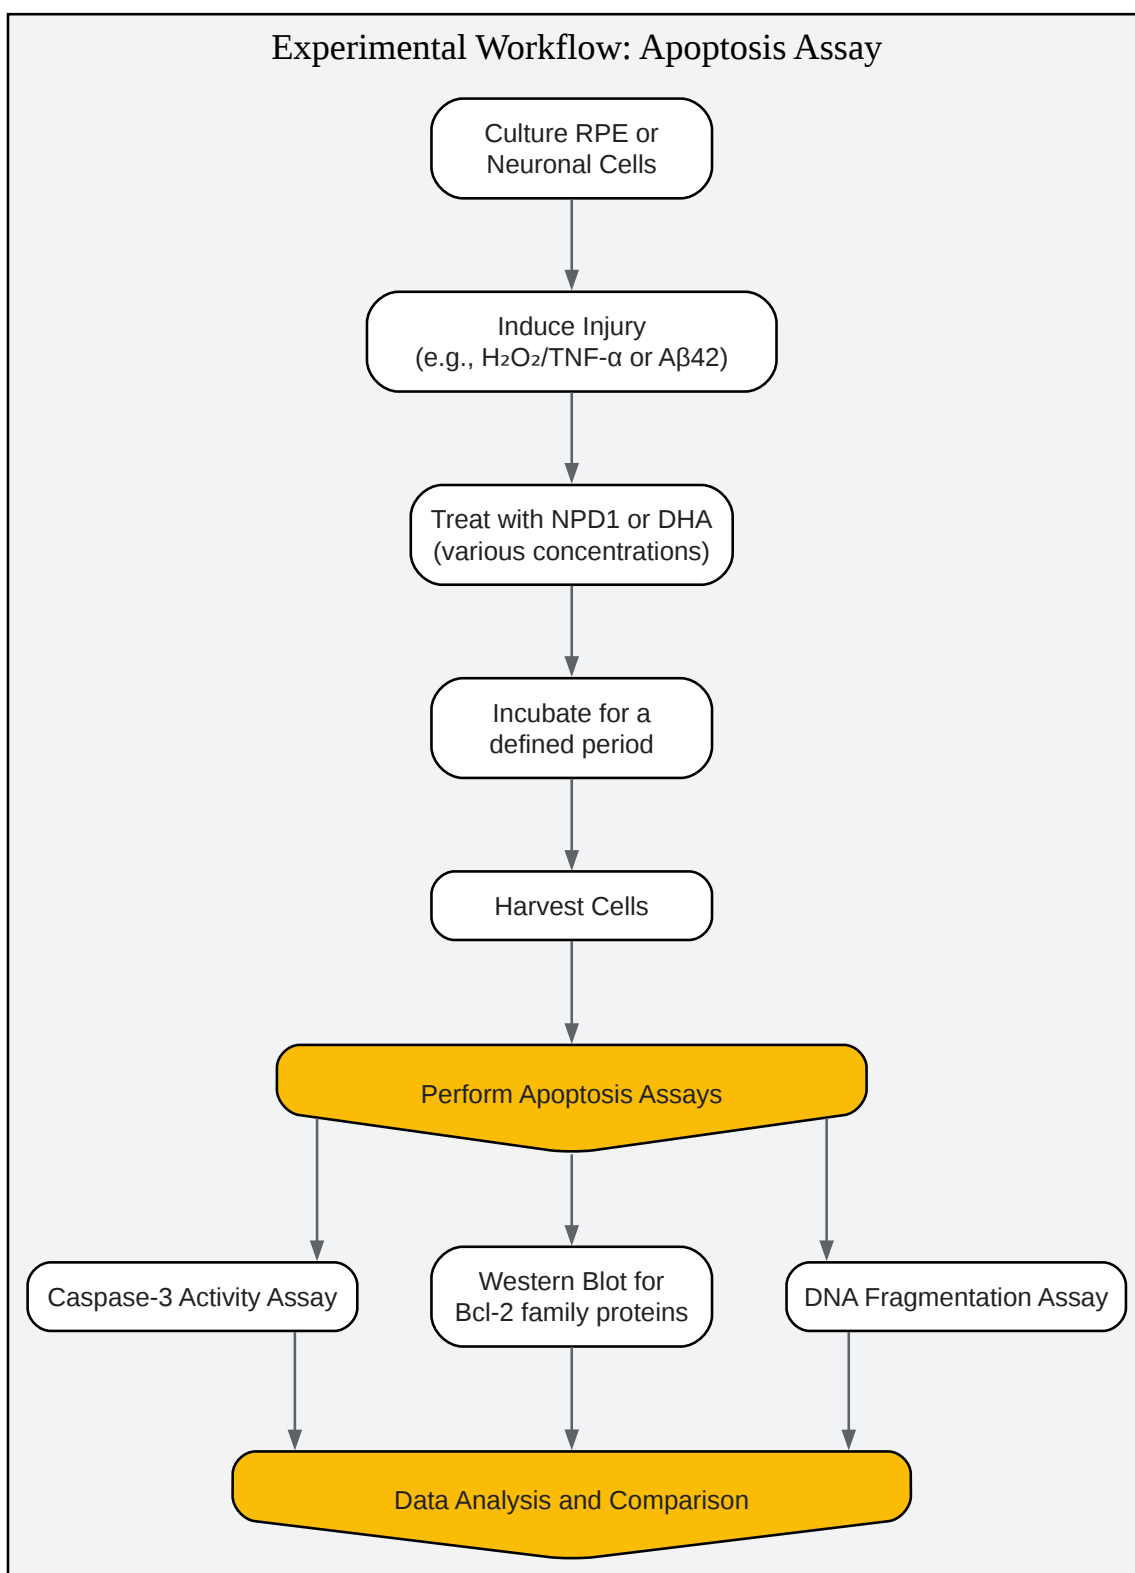 Experimental Workflow: Apoptosis Assay
Culture RPE or
Neuronal Cells
Induce Injury
(e.g., H₂O₂/TNF-α or Aβ42)
Treat with NPD1 or DHA
(various concentrations)
Incubate for a
defined period
Harvest Cells
Perform Apoptosis Assays
Caspase-3 Activity Assay
Western Blot for
Bcl-2 family proteins
DNA Fragmentation Assay
Data Analysis and Comparison